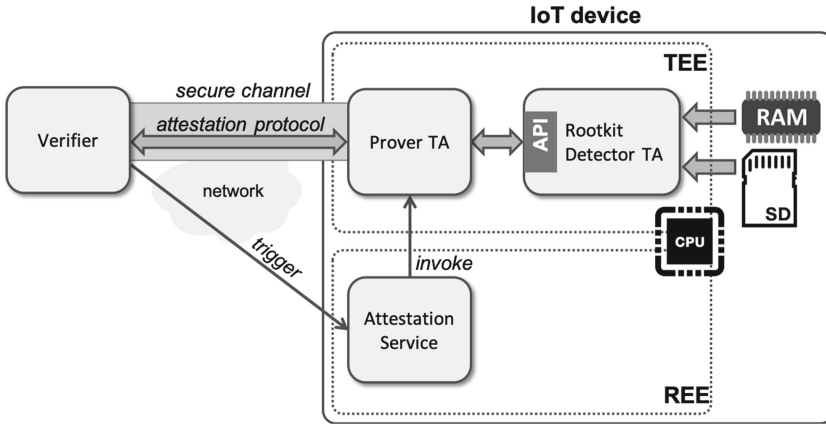 IoT device
TEE
secure channel
attestation protocol
Verifier
Prover TA
API
Rootkit
Detector TA
RAM
SD
network
trigger
invoke
CPU
Attestation
Service
REE